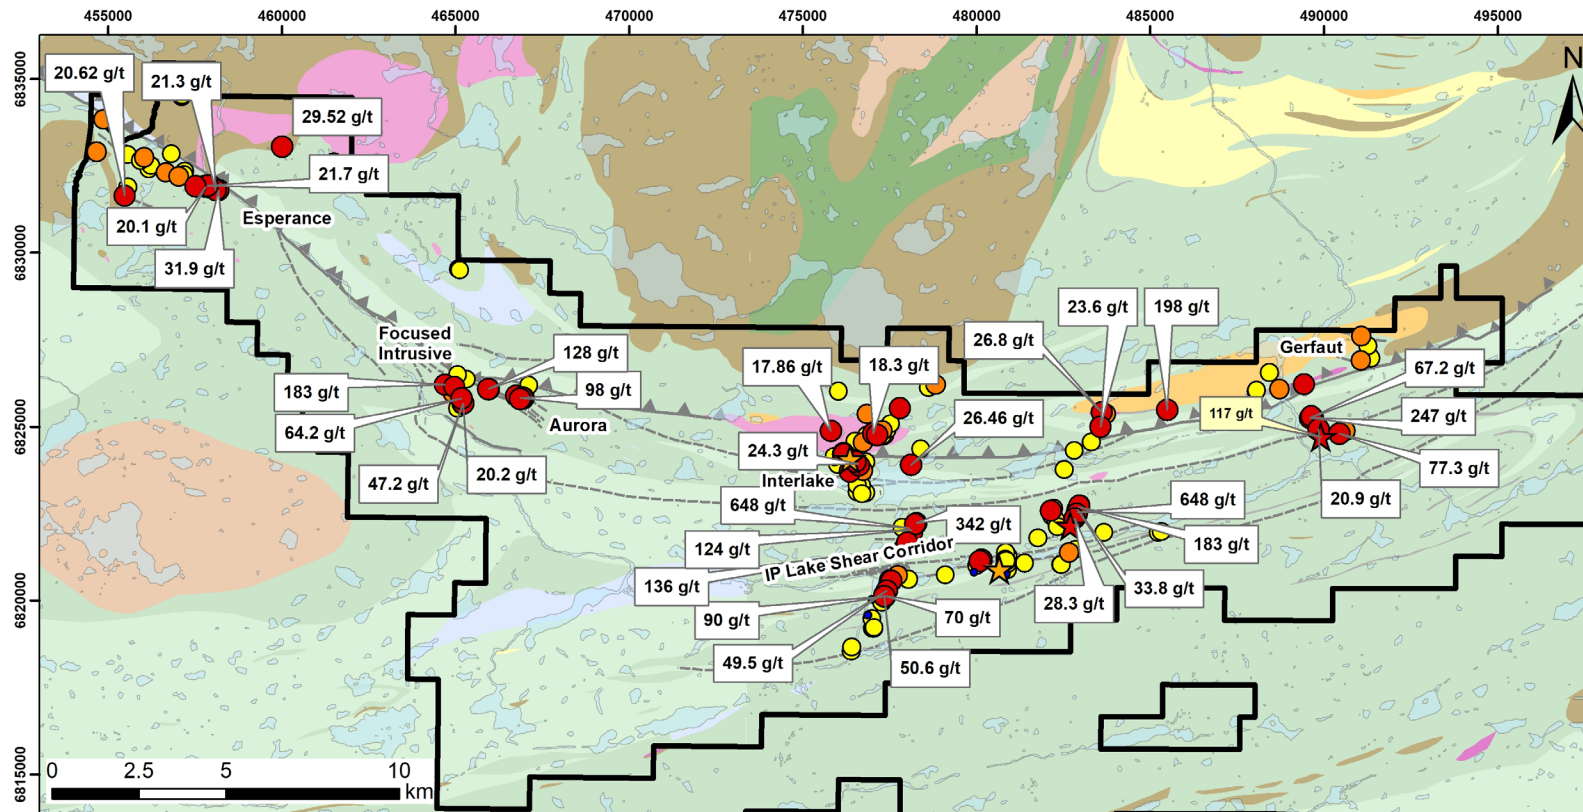 455000
460000
465000
470000
475000
480000
485000
490000
495000
N
6835000
6830000
6825000
6820000
6815000
20.62 g/t
21.3 g/t
29.52 g/t
21.7 g/t
20.1 g/t
Esperance
31.9 g/t
Focused
Intrusive
128 g/t
183 g/t
98 g/t
64.2 g/t
Aurora
47.2 g/t
20.2 g/t
17.86 g/t
18.3 g/t
26.8 g/t
23.6 g/t
198 g/t
Gerfaut
67.2 g/t
117 g/t
247 g/t
26.46 g/t
24.3 g/t
Interlake
77.3 g/t
20.9 g/t
648 g/t
342 g/t
648 g/t
124 g/t
IP Lake Shear Corridor
183 g/t
136 g/t
33.8 g/t
28.3 g/t
90 g/t
70 g/t
49.5 g/t
50.6 g/t
0
2.5
5
10
km